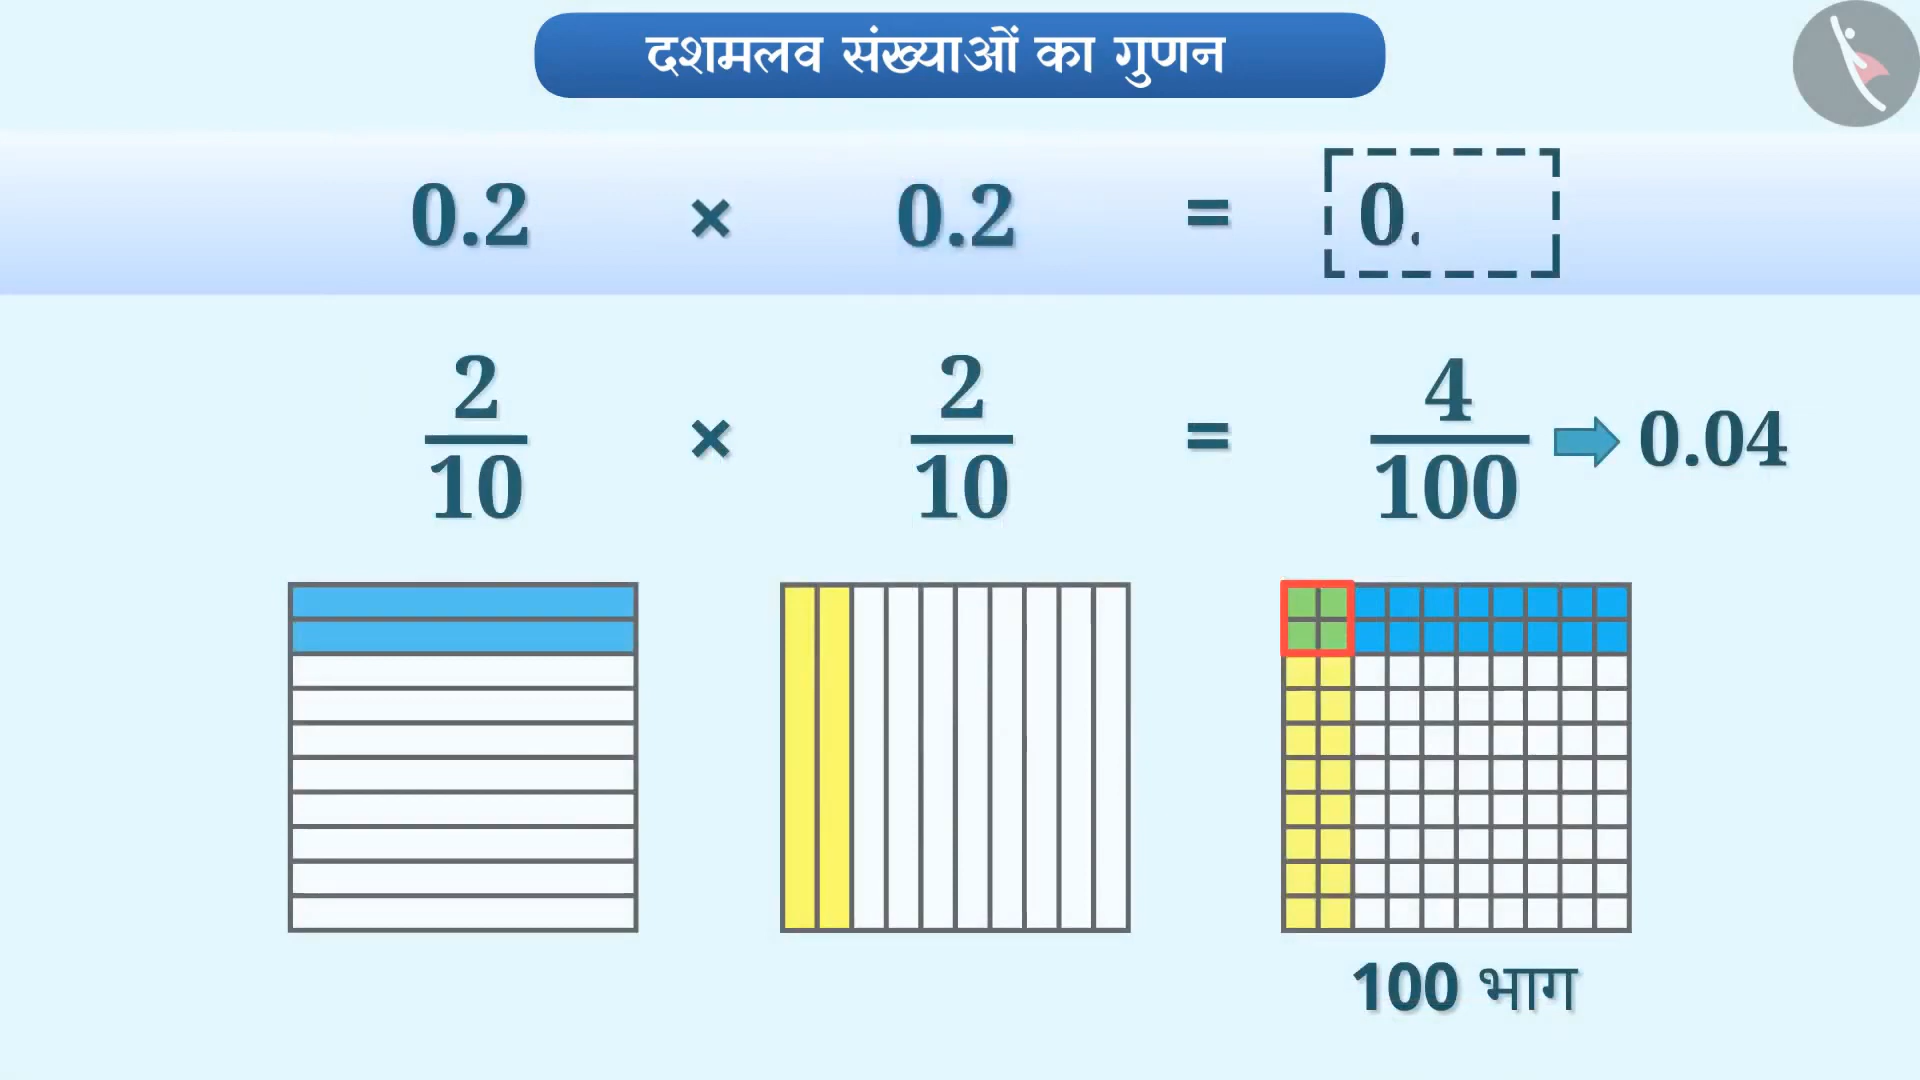 दशमलव संख्याओं का गुणन
0.2 × 0.2 = 0.
2/10 × 2/10 = 4/100 0.04
100 भाग